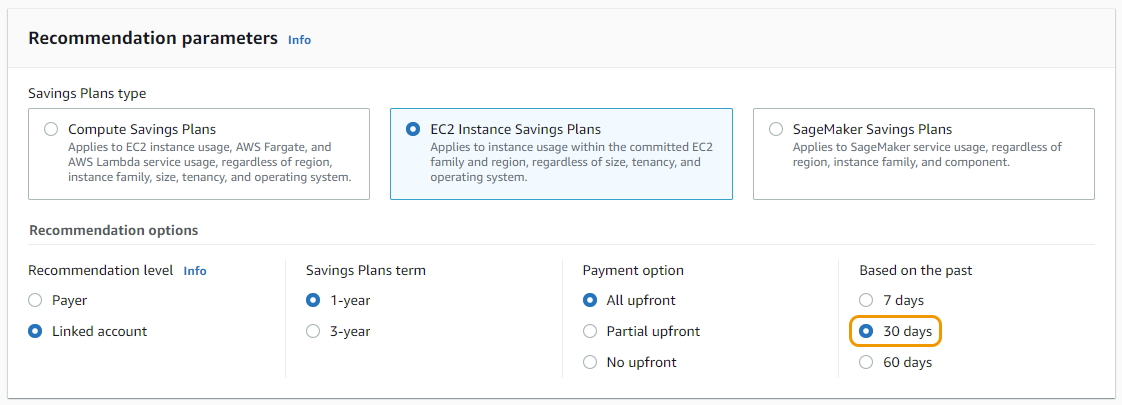 Recommendation parameters Info
Savings Plans type
Compute Savings Plans
Applies to EC2 instance usage, AWS Fargate, and
AWS Lambda service usage, regardless of region,
instance family, size, tenancy, and operating system.
EC2 Instance Savings Plans
Applies to instance usage within the committed EC2
family and region, regardless of size, tenancy, and
operating system.
SageMaker Savings Plans
Applies to SageMaker service usage, regardless of
region, instance family, and component.
Recommendation options
Recommendation level Info
Payer
Linked account
Savings Plans term
1-year
3-year
Payment option
All upfront
Partial upfront
No upfront
Based on the past
7 days
30 days
60 days